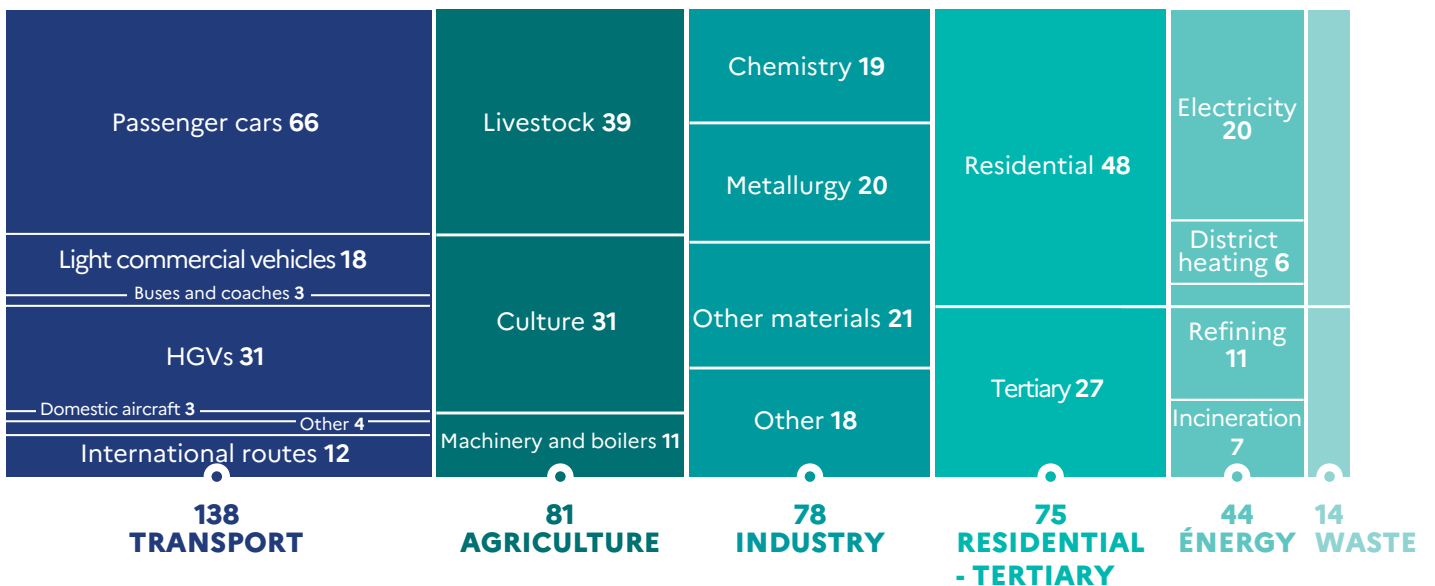 Passenger cars 66
Light commercial vehicles 18
Buses and coaches 3
HGVs 31
Domestic aircraft 3
Other 4
International routes 12
138
TRANSPORT
Livestock 39
Culture 31
Machinery and boilers 11
81
AGRICULTURE
Chemistry 19
Metallurgy 20
Other materials 21
Other 18
78
INDUSTRY
Residential 48
Tertiary 27
75
RESIDENTIAL
- TERTIARY
Electricity
20
District
heating 6
Refining
11
Incineration
7
44
ÉNERGY
14
WASTE